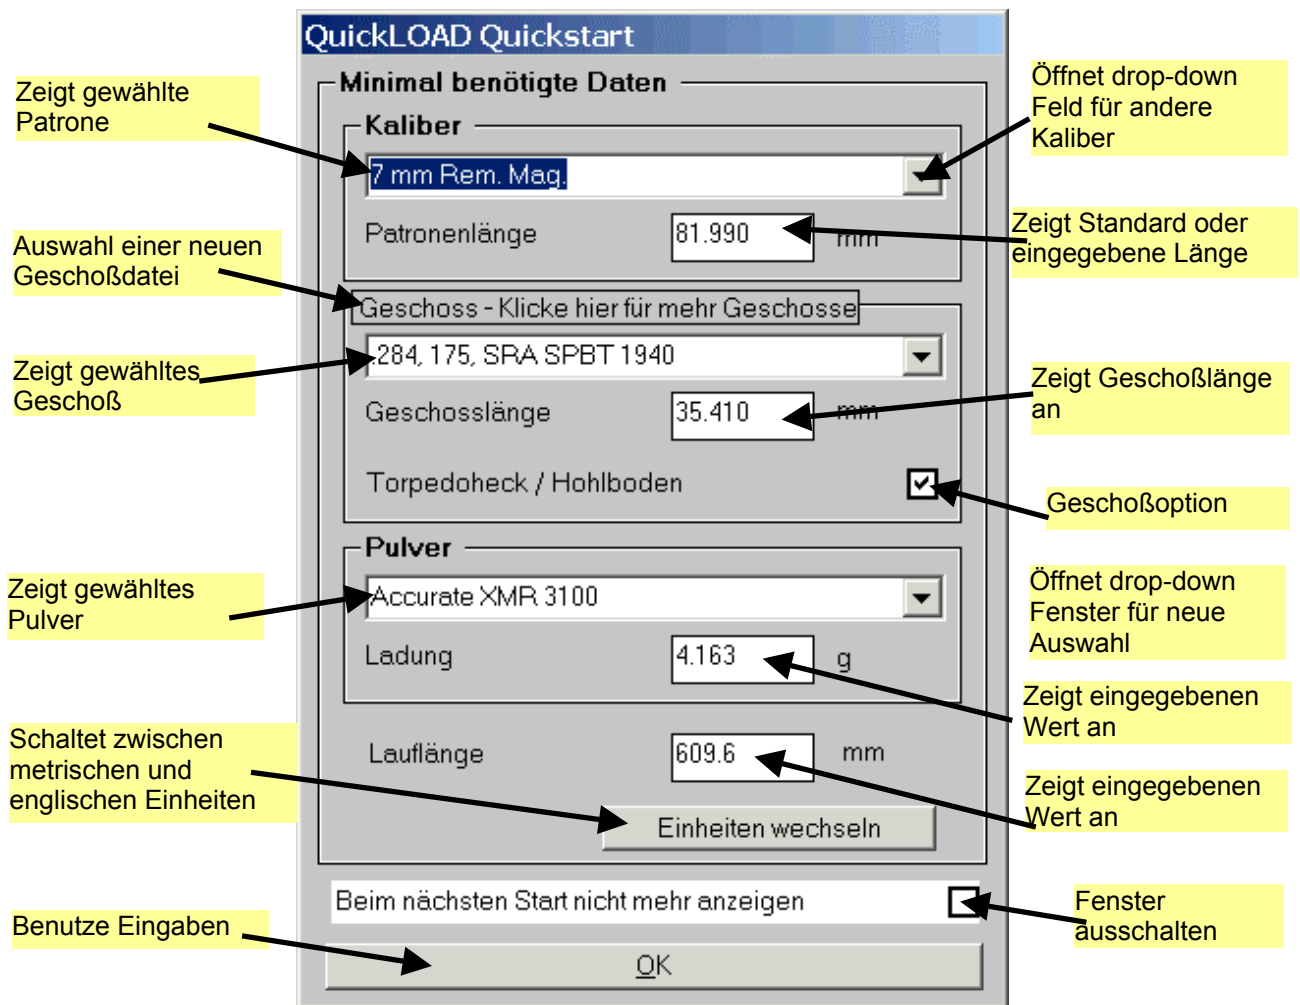 QuickLOAD Quickstart
Zeigt gewählte
Patrone
Minimal benötigte Daten
Öffnet drop-down
Feld für andere
Kaliber
Kaliber
7 mm Rem. Mag.
Patronenlänge 81.990 mm
Zeigt Standard oder
eingegebene Länge
Auswahl einer neuen
Geschoßdatei
Geschoss - Klicke hier für mehr Geschosse
.284, 175, SRA SPBT 1940
Zeigt gewähltes
Geschoß
Geschosslänge 35.410 mm
Zeigt Geschoßlänge
an
Torpedoheck / Hohlboden
Geschoßoption
Pulver
Zeigt gewähltes
Pulver
Accurate XMR 3100
Öffnet drop-down
Fenster für neue
Auswahl
Ladung 4.163 g
Zeigt eingegebenen
Wert an
Schaltet zwischen
metrischen und
englischen Einheiten
Lauflänge 609.6 mm
Zeigt eingegebenen
Wert an
Einheiten wechseln
Beim nächsten Start nicht mehr anzeigen
Fenster
ausschalten
Benutze Eingaben
OK